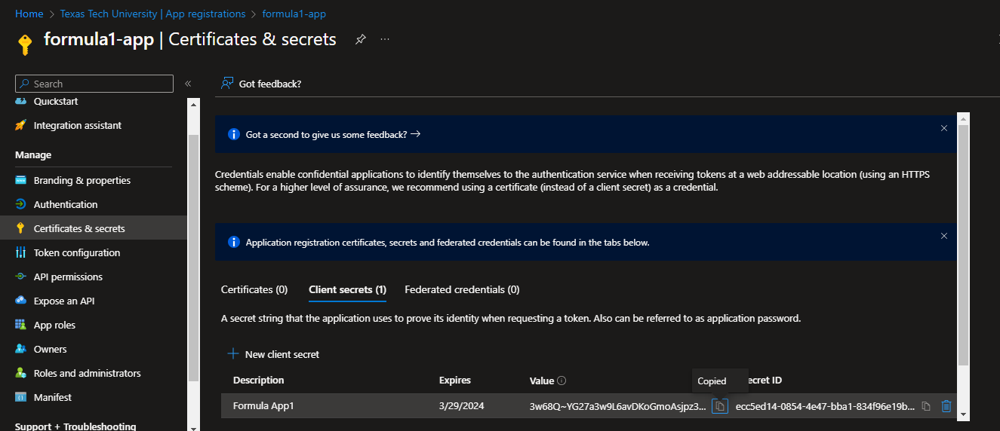 Home > Texas Tech University | App registrations > formula1-app
formula1-app | Certificates & secrets
Search
Got feedback?
Quickstart
Integration assistant
Manage
Branding & properties
Authentication
Certificates & secrets
Token configuration
API permissions
Expose an API
App roles
Owners
Roles and administrators
Manifest
Support + Troubleshooting
Got a second to give us some feedback? →
Credentials enable confidential applications to identify themselves to the authentication service when receiving tokens at a web addressable location (using an HTTPS
scheme). For a higher level of assurance, we recommend using a certificate (instead of a client secret) as a credential.
Application registration certificates, secrets and federated credentials can be found in the tabs below.
Certificates (0) Client secrets (1) Federated credentials (0)
A secret string that the application uses to prove its identity when requesting a token. Also can be referred to as application password.
New client secret
Copied
Description Expires Value ecret ID
Formula App1 3/29/2024 3w68Q~YG27a3w9L6avDKoGmoAsjpz3... ecc5ed14-0854-4e47-bba1-834f96e19b...